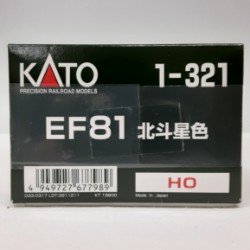 KATO
PRECISION RAILROAD MODELS
1-321
EF81 北斗星色
4 949727 677989
HO
Made in Japan